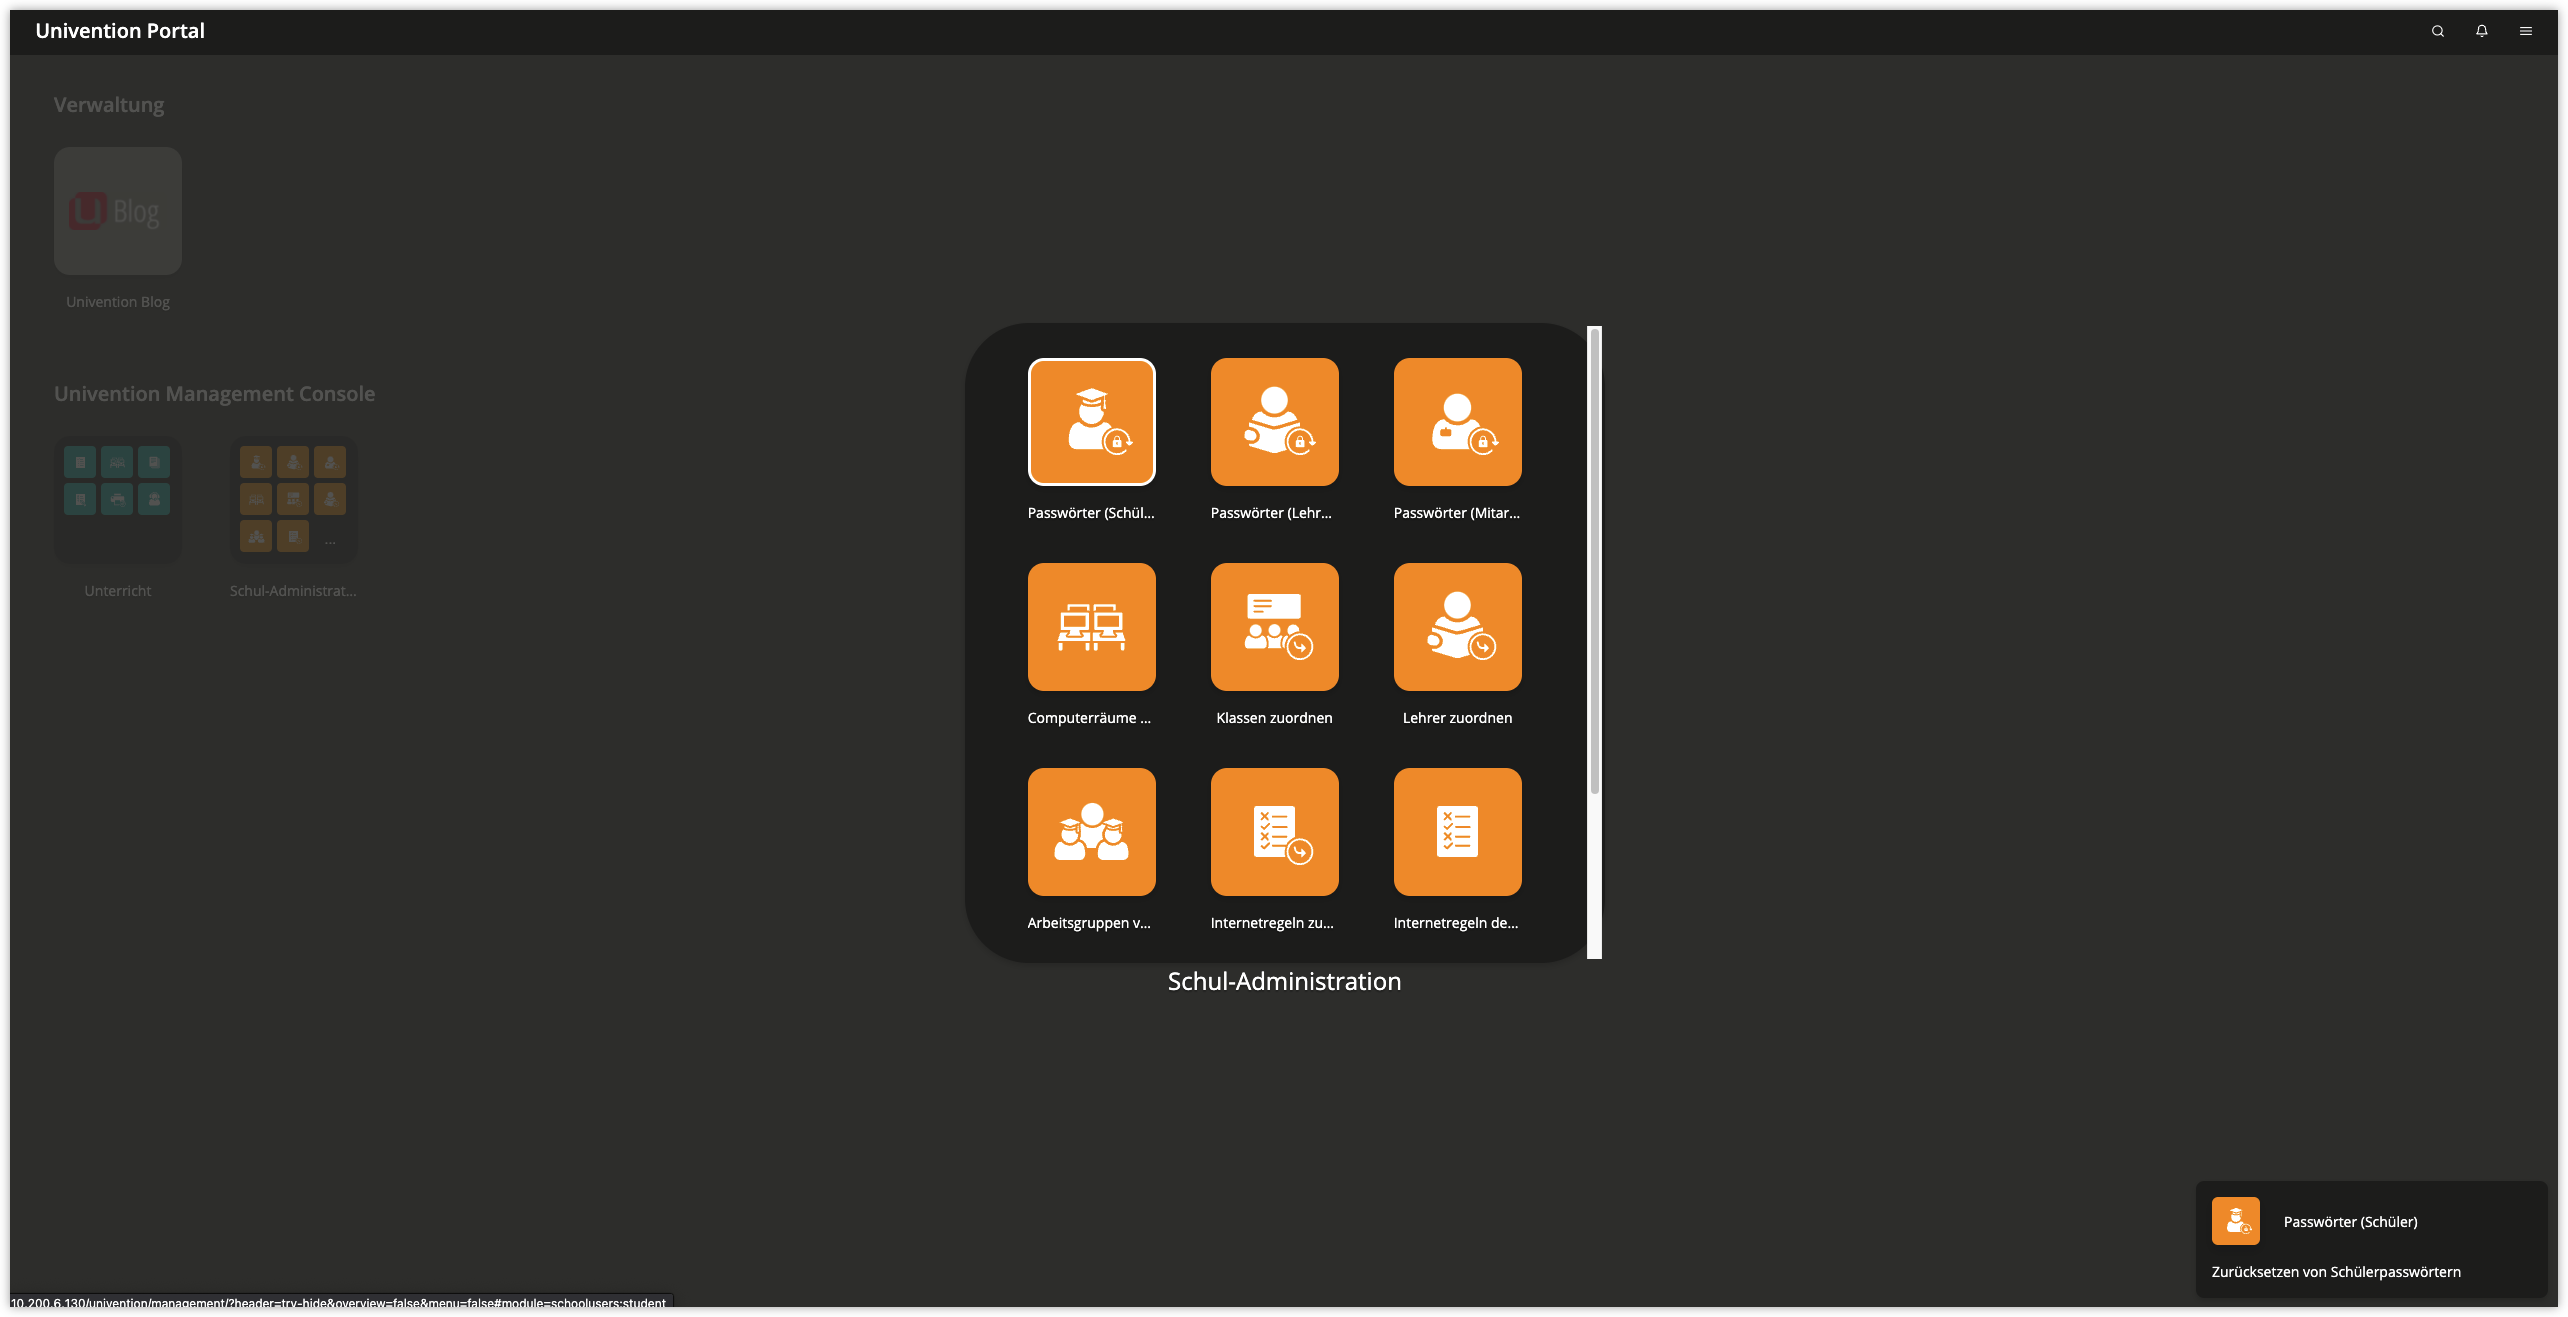 Univention Portal
Verwaltung
Blog
Univention Blog
Univention Management Console
...
Unterricht
Schul-Administrat...
Passwörter (Schül...
Passwörter (Lehr...
Passwörter (Mitar...
Computerräume ...
Klassen zuordnen
Lehrer zuordnen
Arbeitsgruppen v...
Internetregeln zu...
Internetregeln de...
Schul-Administration
Passwörter (Schüler)
Zurücksetzen von Schülerpasswörtern
10.200.6.130/univention/management/?header=try-hide&overview=false&menu=false#module=schoolusers:student